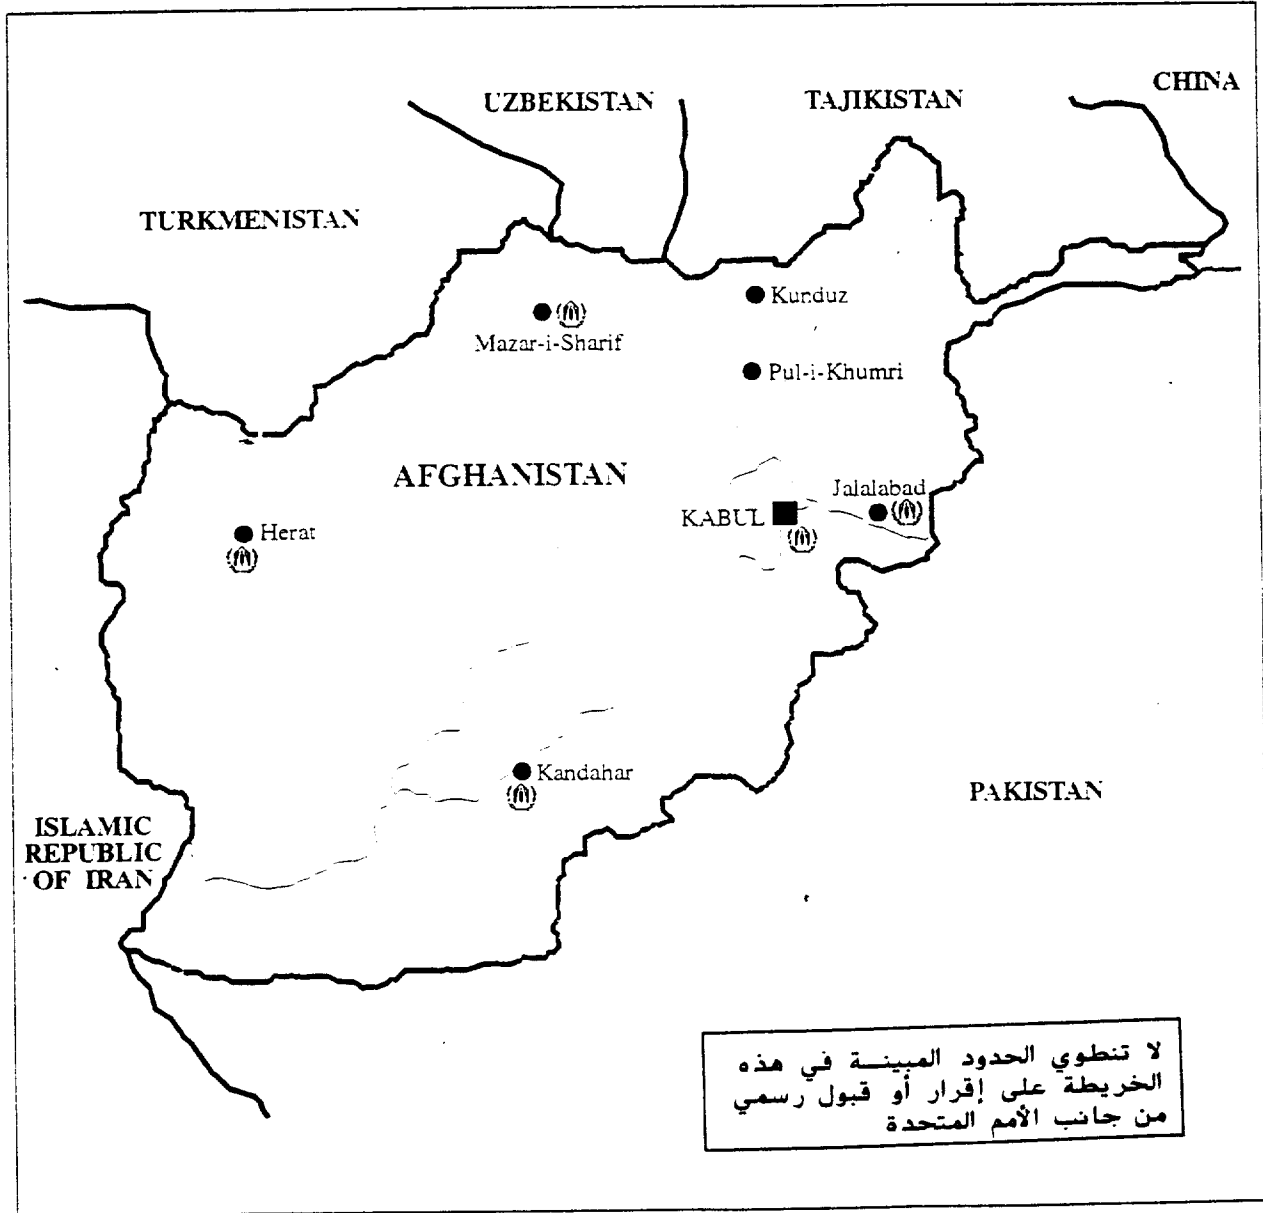 CHINA
UZBEKISTAN
TAJIKISTAN
TURKMENISTAN
Kunduz
Mazar-i-Sharif
Pul-i-Khumri
AFGHANISTAN
Jalalabad
KABUL
Herat
Kandahar
PAKISTAN
ISLAMIC
REPUBLIC
OF IRAN
لا تنطوي الحدود المبينــة في هذه
الخريطة على إقرار أو قبول رسمي
من جانب الأمم المتحدة